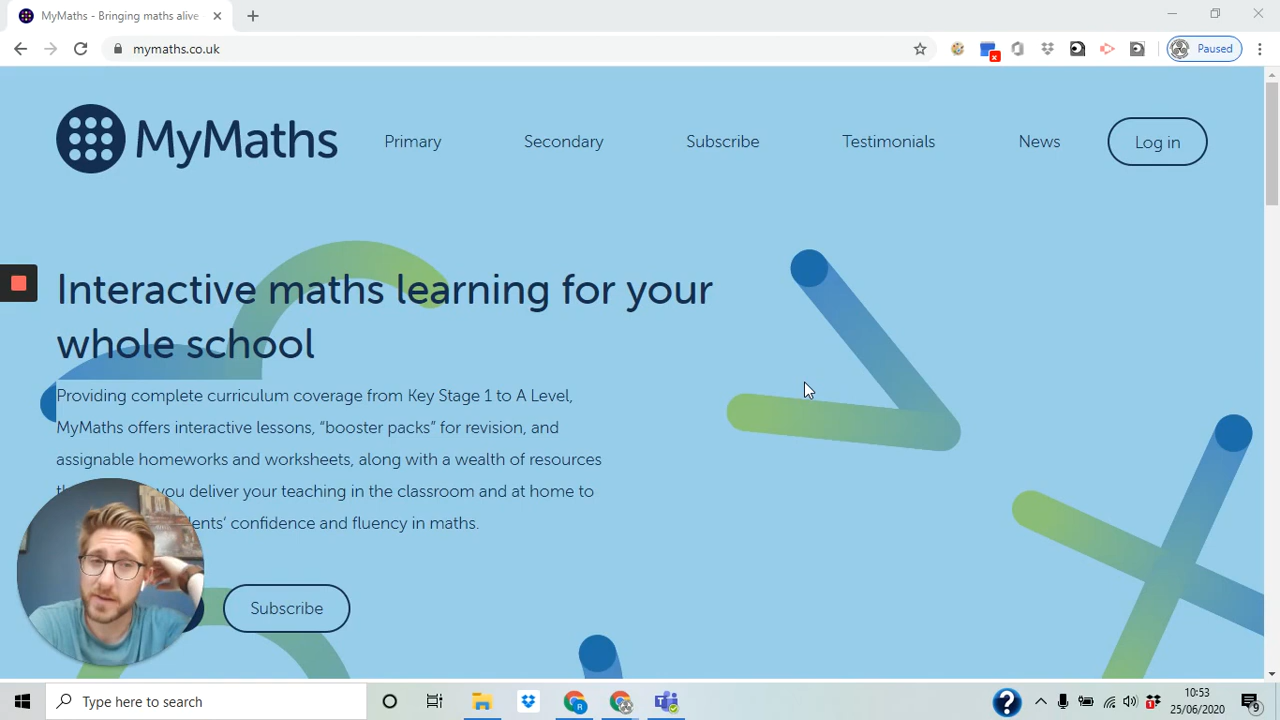 MyMaths - Bringing maths alive
mymaths.co.uk
Paused
MyMaths
Primary
Secondary
Subscribe
Testimonials
News
Log in
Interactive maths learning for your
whole school
Providing complete curriculum coverage from Key Stage 1 to A Level,
MyMaths offers interactive lessons, “booster packs” for revision, and
assignable homeworks and worksheets, along with a wealth of resources
you deliver your teaching in the classroom and at home to
confidence and fluency in maths.
Subscribe
Type here to search
R
?
1
10:53
25/06/2020
9